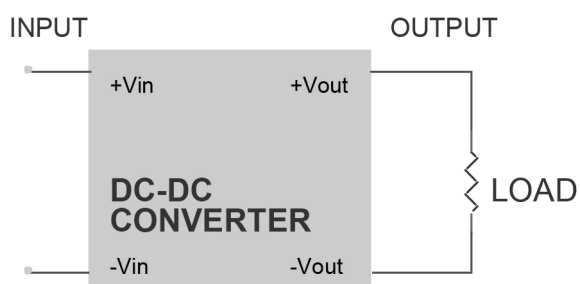 INPUT OUTPUT
+Vin +Vout
DC-DC
CONVERTER
LOAD
-Vin -Vout